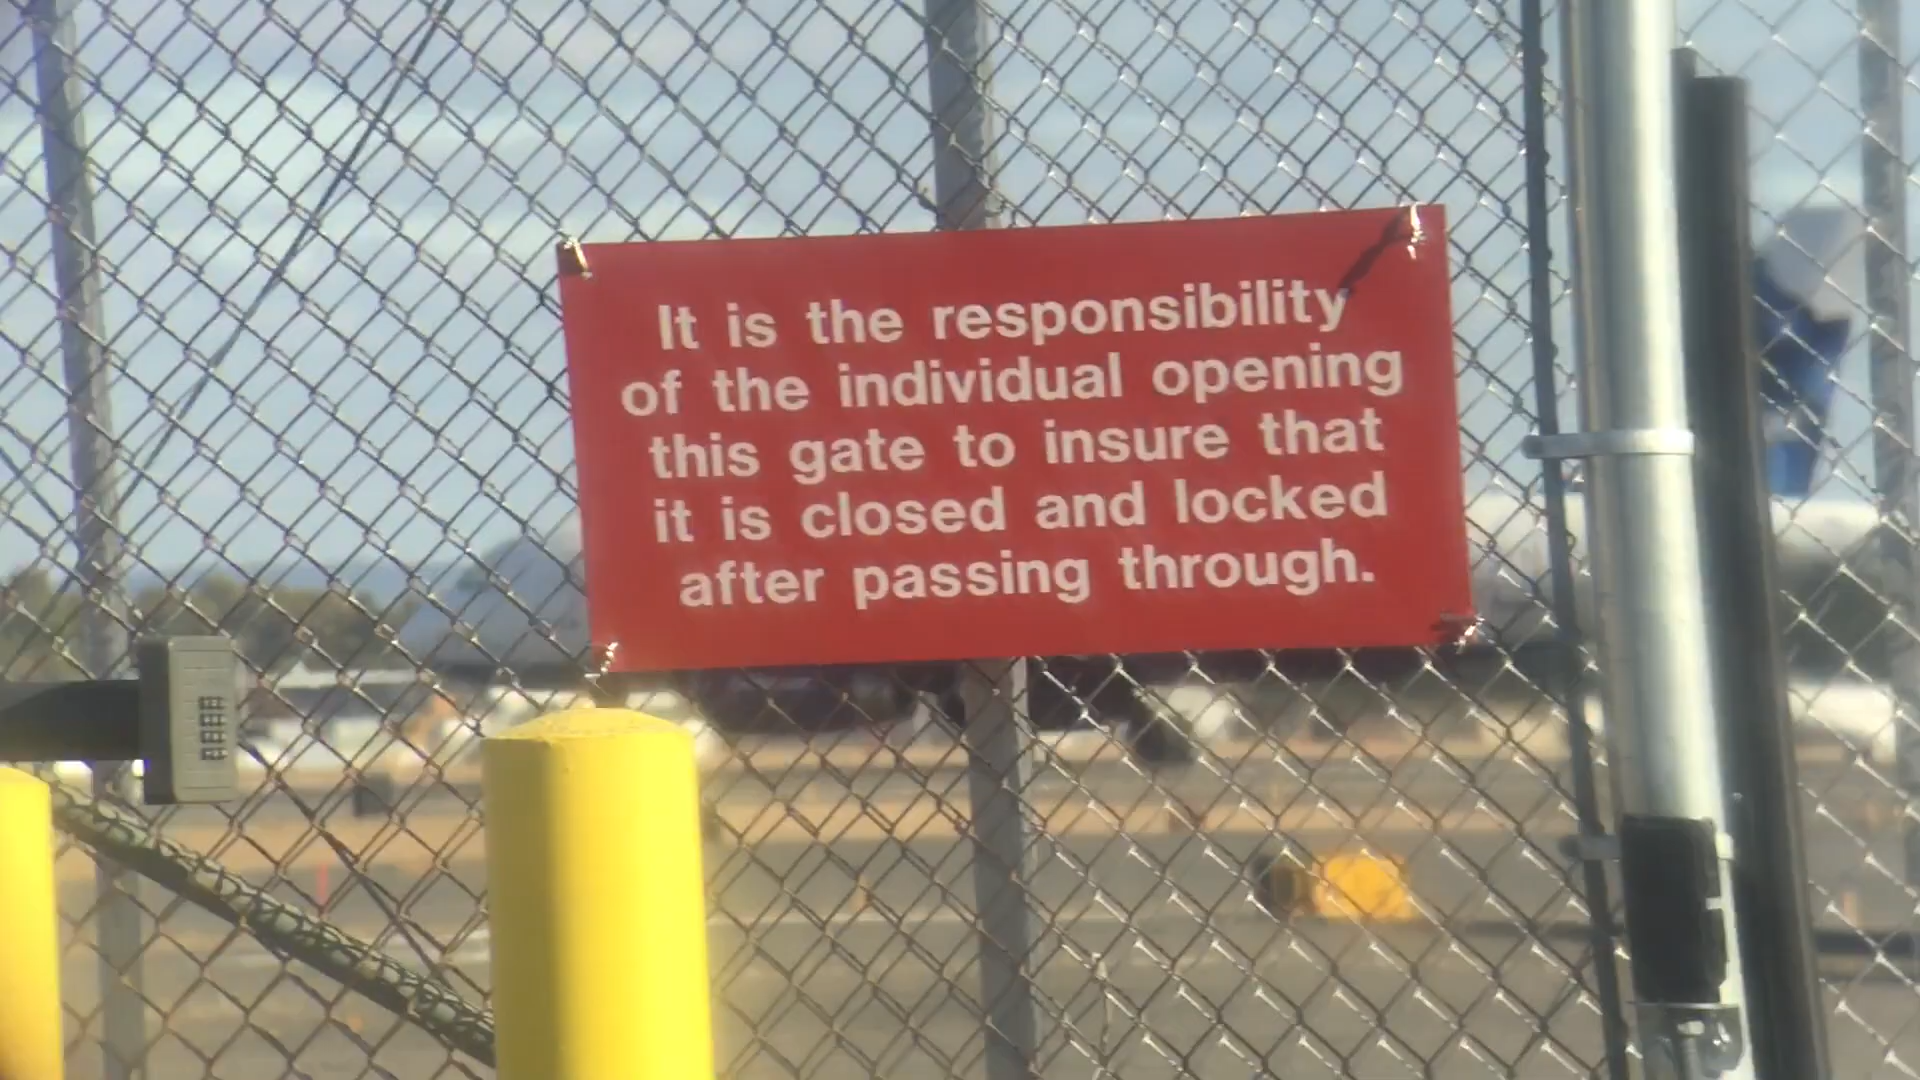 It is the responsibility
of the individual opening
this gate to insure that
it is closed and locked
after passing through.